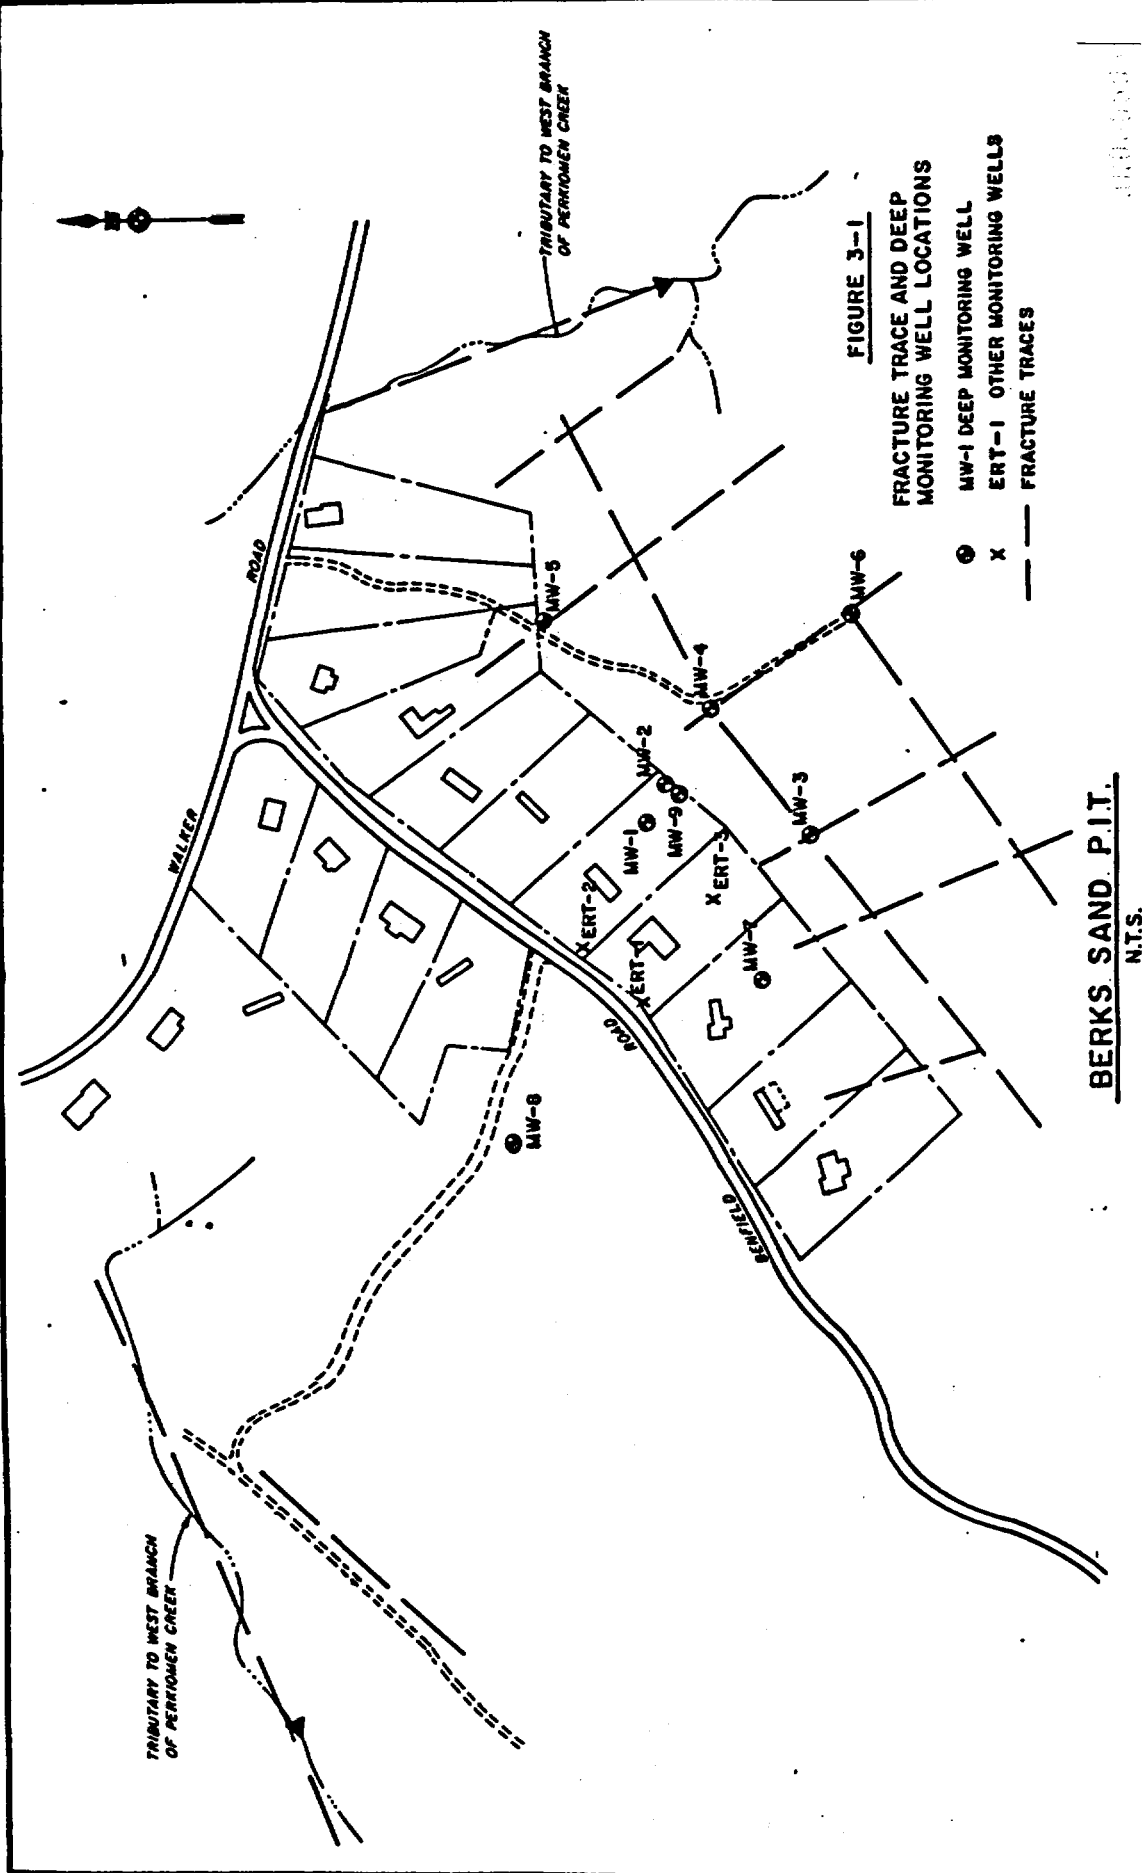 TRIBUTARY TO WEST BRANCH
OF PERKIOMEN CREEK
TRIBUTARY TO WEST BRANCH
OF PERKIOMEN CREEK
N
WALKER
ROAD
BENFIELD
ROAD
MW-8
MW-5
MW-4
MW-6
MW-2
MW-9
MW-1
MW-3
MW-7
ERT-2
ERT-1
ERT-3
X
X
X
FIGURE 3-1
FRACTURE TRACE AND DEEP
MONITORING WELL LOCATIONS
MW-1 DEEP MONITORING WELL
X ERT-1 OTHER MONITORING WELLS
FRACTURE TRACES
BERKS SAND P.I.T.
N.T.S.